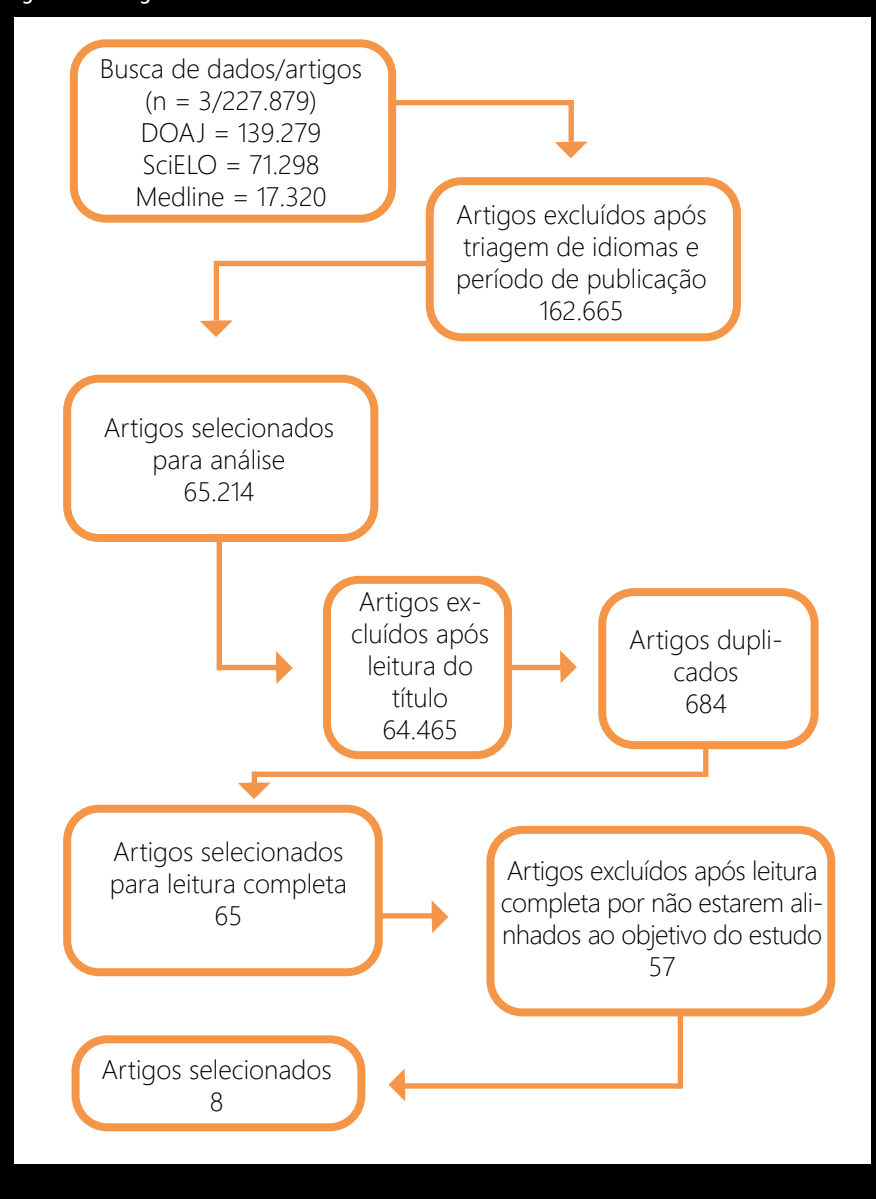 Busca de dados/artigos
(n = 3/227.879)
DOAJ = 139.279
SciELO = 71.298
Medline = 17.320
Artigos excluídos após
triagem de idiomas e
período de publicação
162.665
Artigos selecionados
para análise
65.214
Artigos ex-
cluídos após
leitura do
título
64.465
Artigos dupli-
cados
684
Artigos selecionados
para leitura completa
65
Artigos excluídos após leitura
completa por não estarem ali-
nhados ao objetivo do estudo
57
Artigos selecionados
8